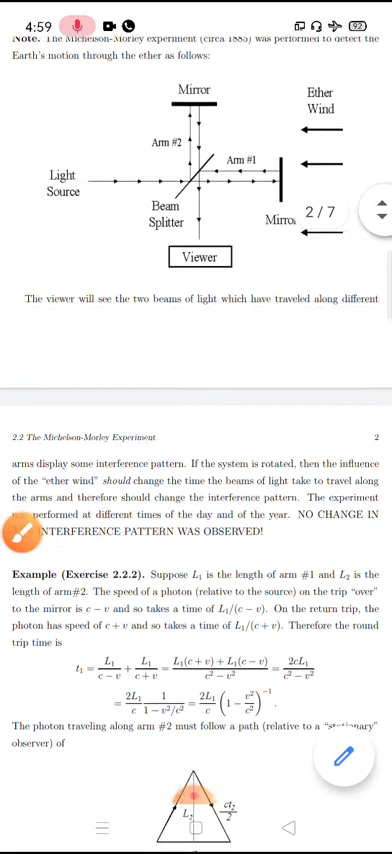 4:59
92
Note. The Michelson-Morley experiment (circa 1885) was performed to detect the
Earth's motion through the ether as follows:
Mirror
Ether
Wind
Arm #2
Arm #1
Light
Source
Beam
Splitter
Mirro
2 / 7
Viewer
The viewer will see the two beams of light which have traveled along different
2.2 The Michelson-Morley Experiment
2
arms display some interference pattern. If the system is rotated, then the influence
of the "ether wind" should change the time the beams of light take to travel along
the arms and therefore should change the interference pattern. The experiment
performed at different times of the day and of the year. NO CHANGE IN
INTERFERENCE PATTERN WAS OBSERVED!
Example (Exercise 2.2.2). Suppose L₁ is the length of arm #1 and L₂ is the
length of arm#2. The speed of a photon (relative to the source) on the trip "over"
to the mirror is c − v and so takes a time of L₁/(c − v). On the return trip, the
photon has speed of c + v and so takes a time of L₁/(c + v). Therefore the round
trip time is
t₁ = L₁/(c − v) + L₁/(c + v) = (L₁(c + v) + L₁(c − v))/(c² − v²) = 2cL₁/(c² − v²)
= 2L₁/c 1/(1 − v²/c²) = 2L₁/c (1 − v²/c²)⁻¹.
The photon traveling along arm #2 must follow a path (relative to a
observer) of
L₂
ct₂/2